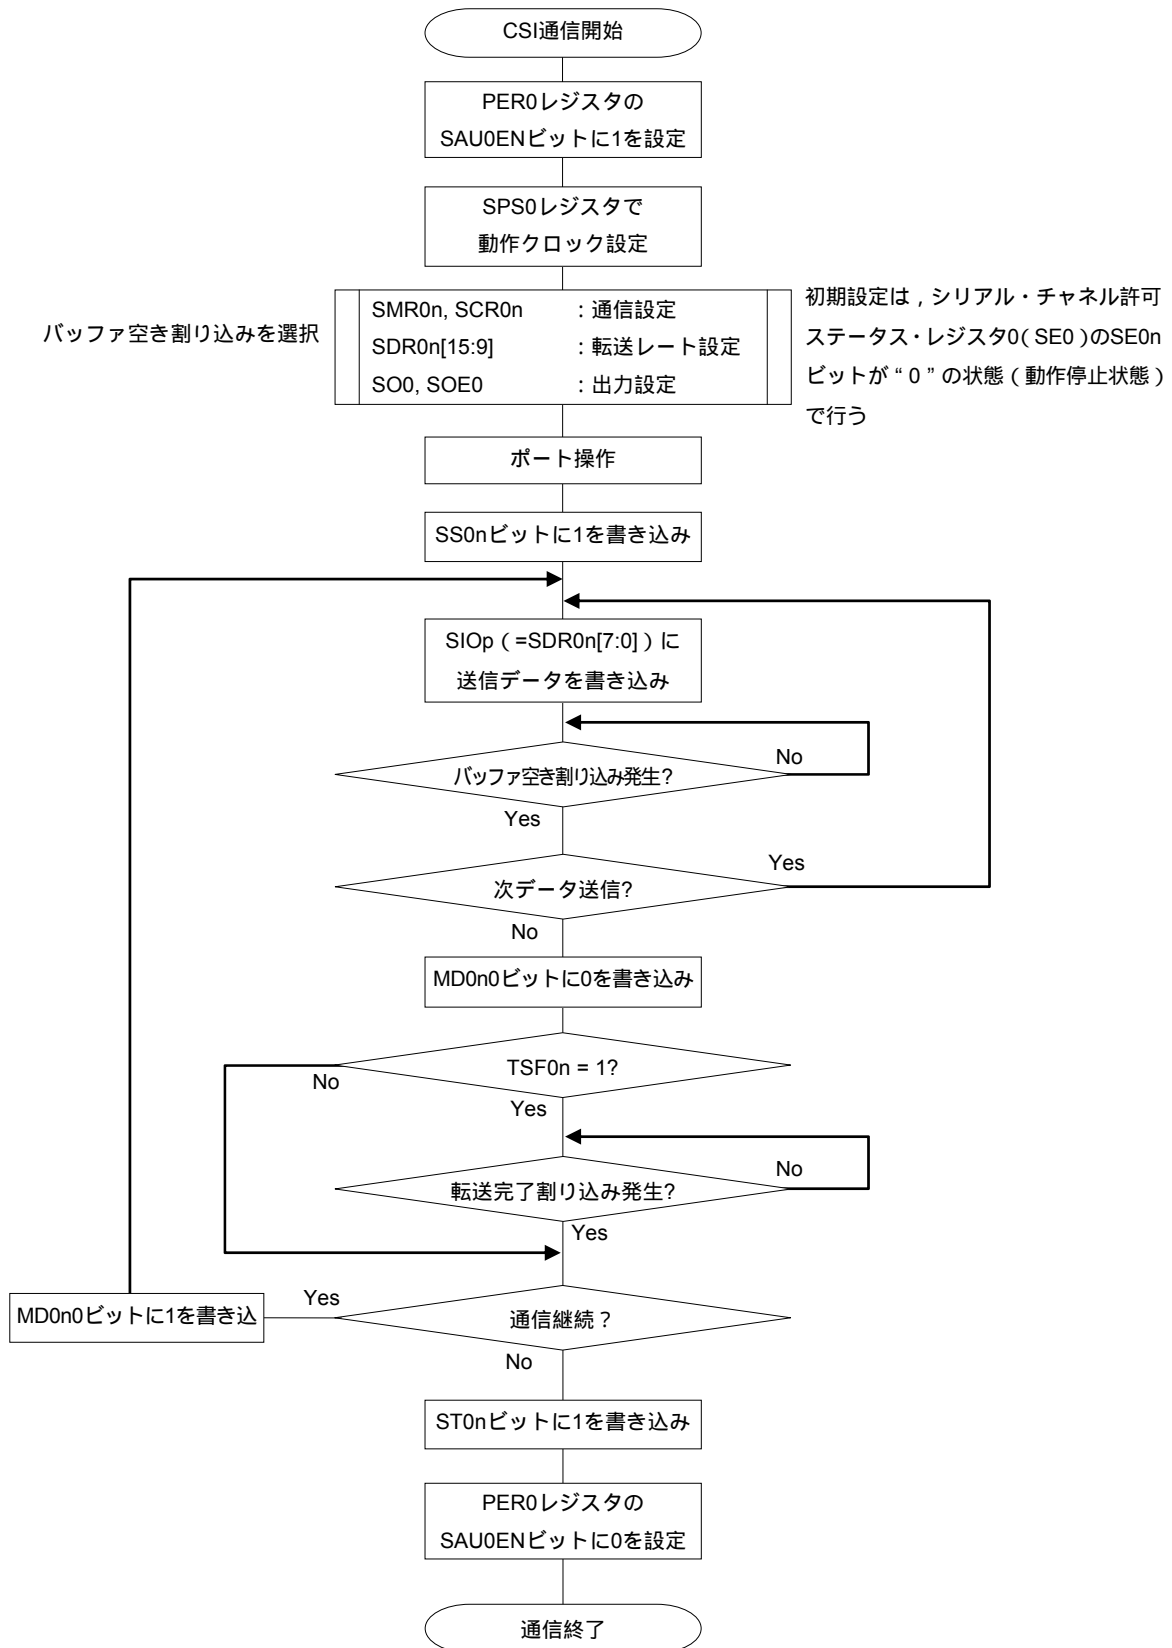 CSI通信開始
PER0レジスタの
SAU0ENビットに1を設定
SPS0レジスタで
動作クロック設定
バッファ空き割り込みを選択
SMR0n, SCR0n ：通信設定
SDR0n[15:9] ：転送レート設定
SO0, SOE0 ：出力設定
初期設定は，シリアル・チャネル許可
ステータス・レジスタ0（SE0）のSE0n
ビットが“0”の状態（動作停止状態）
で行う
ポート操作
SS0nビットに1を書き込み
SIOp（=SDR0n[7:0]）に
送信データを書き込み
バッファ空き割り込み発生?
No
Yes
次データ送信?
Yes
No
MD0n0ビットに0を書き込み
TSF0n = 1?
No
Yes
転送完了割り込み発生?
No
Yes
MD0n0ビットに1を書き込
Yes
通信継続？
No
ST0nビットに1を書き込み
PER0レジスタの
SAU0ENビットに0を設定
通信終了